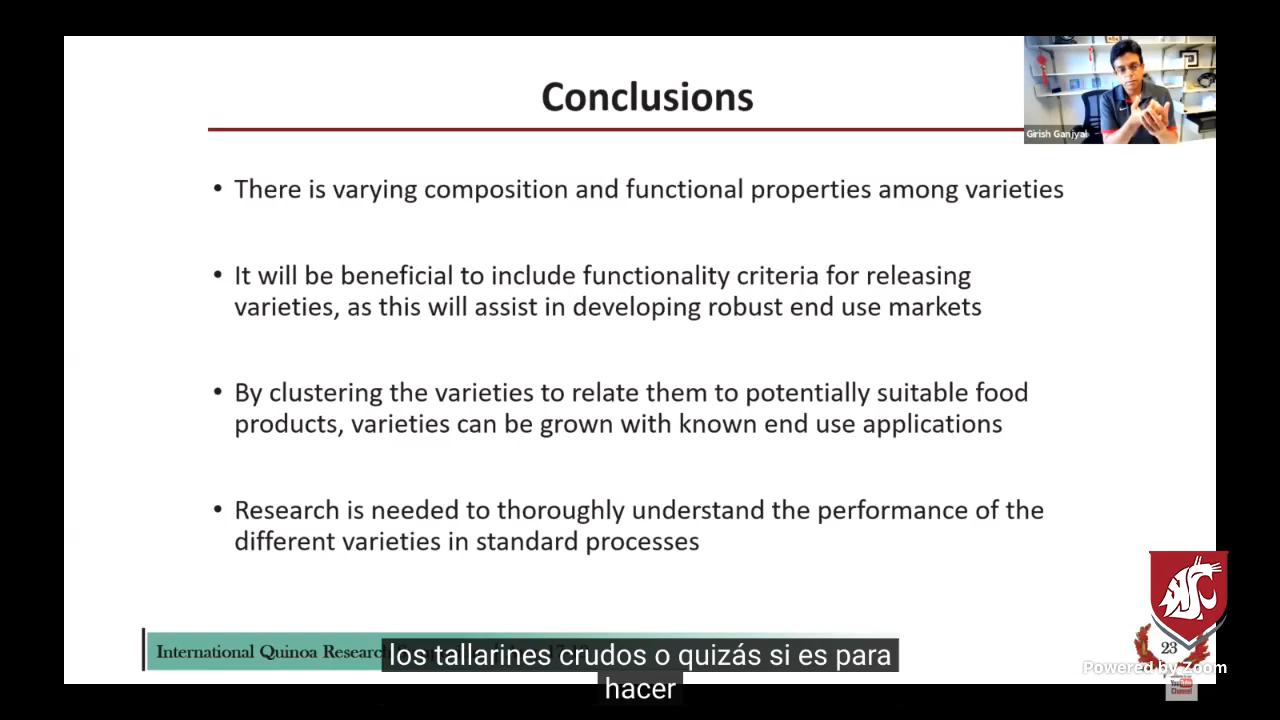 Conclusions
Girish Ganjyal
• There is varying composition and functional properties among varieties
• It will be beneficial to include functionality criteria for releasing
varieties, as this will assist in developing robust end use markets
• By clustering the varieties to relate them to potentially suitable food
products, varieties can be grown with known end use applications
• Research is needed to thoroughly understand the performance of the
different varieties in standard processes
International Quinoa Research
los tallarines crudos o quizás si es para
hacer
23
Powered by Zoom
YouTube
Channel